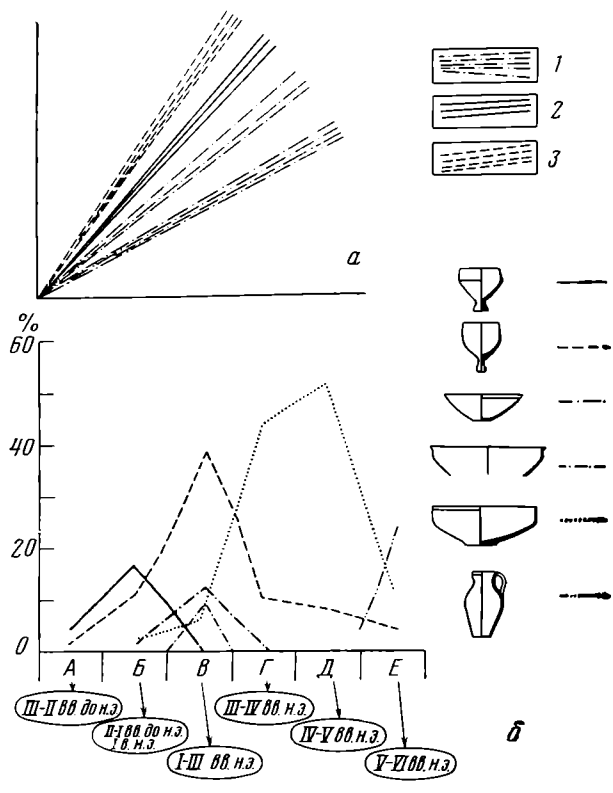 1
2
3
а
%
60
40
20
0
А Б В Г Д Е
III-II вв. до н.э.
II-I вв. до н.э.
I в. н.э.
I-III вв. н.э.
III-IV вв. н.э.
IV-V вв. н.э.
V-VI вв. н.э.
б